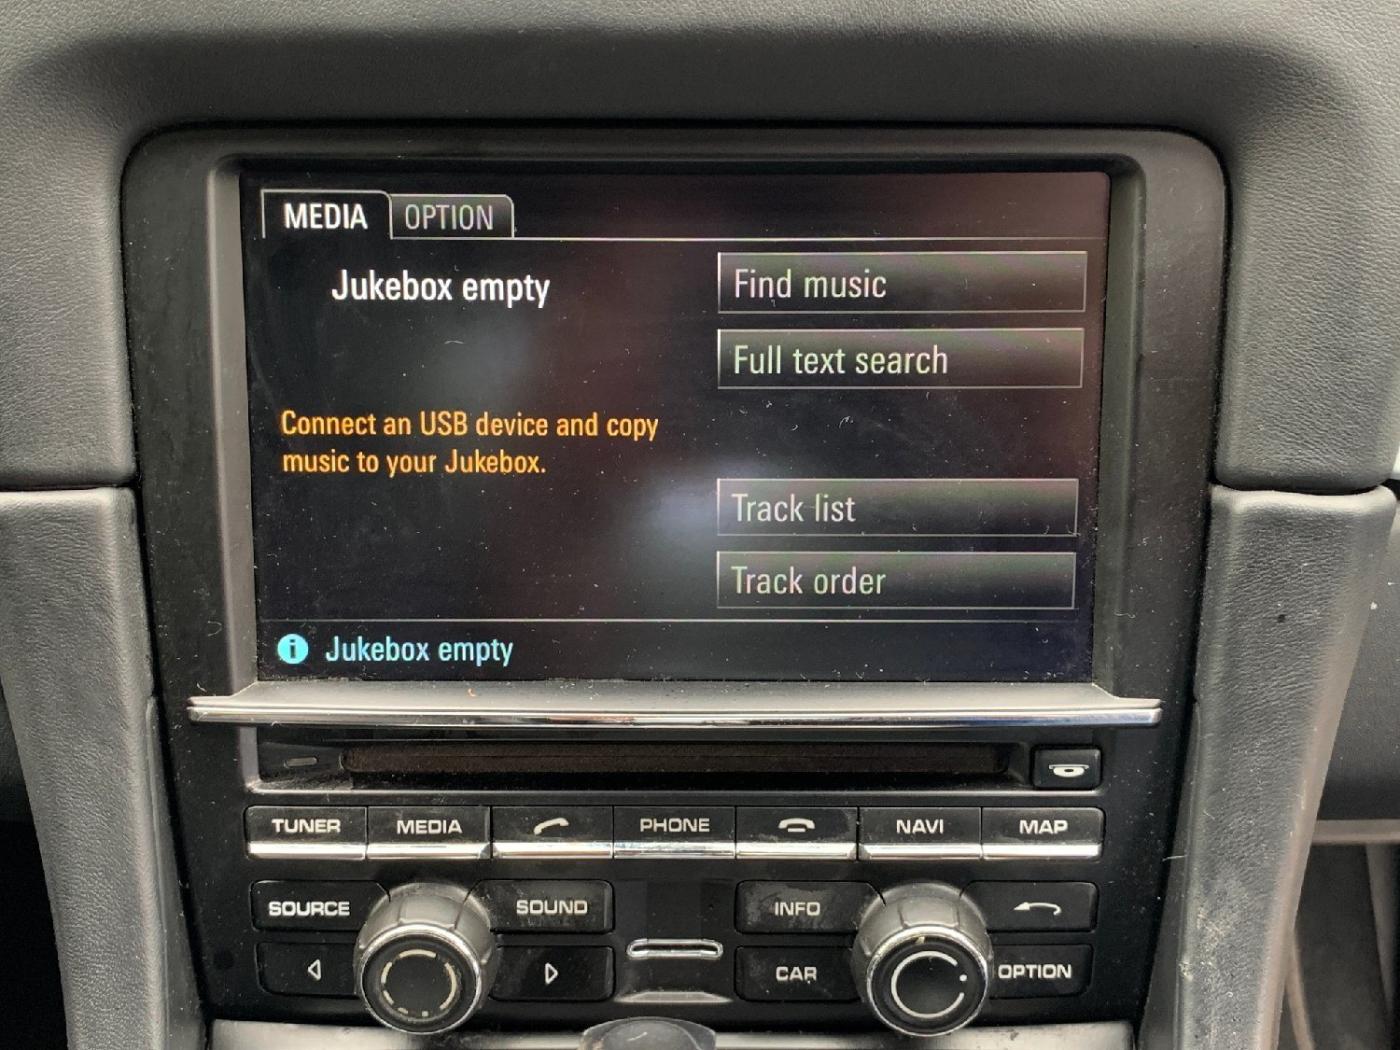 MEDIA OPTION
Jukebox empty
Find music
Full text search
Connect an USB device and copy
music to your Jukebox.
Track list
Track order
i Jukebox empty
TUNER MEDIA PHONE NAVI MAP
SOURCE SOUND INFO
CAR OPTION